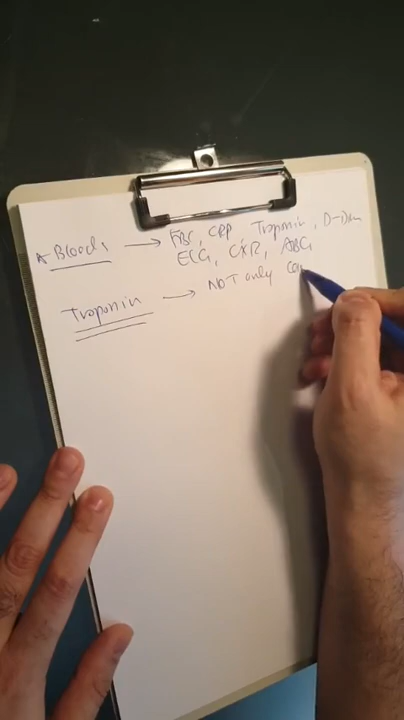 * Bloods → FBC, CRP Troponin, D-Dim
ECG, CXR, ABG
Troponin → NOT only